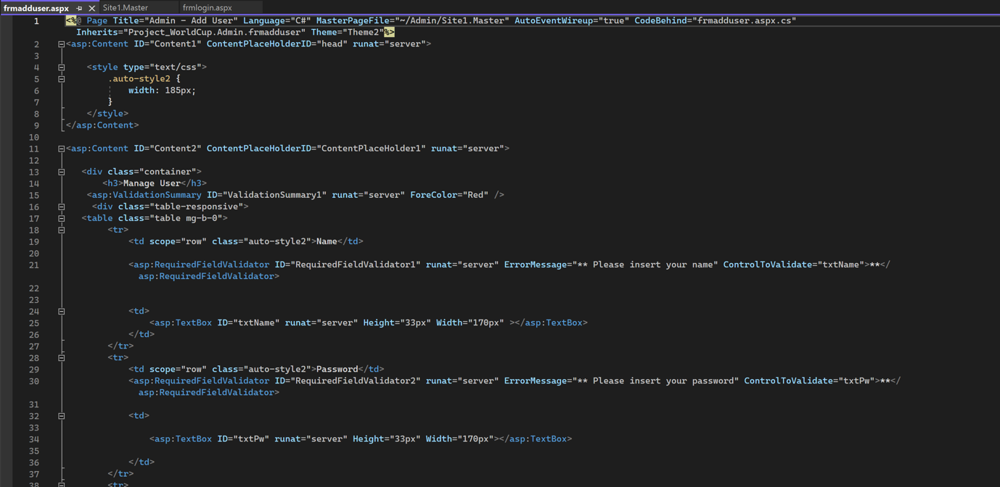 frmadduser.aspx Site1.Master frmlogin.aspx
1 <%@ Page Title="Admin - Add User" Language="C#" MasterPageFile="~/Admin/Site1.Master" AutoEventWireup="true" CodeBehind="frmadduser.aspx.cs"
Inherits="Project_WorldCup.Admin.frmadduser" Theme="Theme2"%>
2 <asp:Content ID="Content1" ContentPlaceHolderID="head" runat="server">
3
4 <style type="text/css">
5 .auto-style2 {
6 width: 185px;
7 }
8 </style>
9 </asp:Content>
10
11 <asp:Content ID="Content2" ContentPlaceHolderID="ContentPlaceHolder1" runat="server">
12
13 <div class="container">
14 <h3>Manage User</h3>
15 <asp:ValidationSummary ID="ValidationSummary1" runat="server" ForeColor="Red" />
16 <div class="table-responsive">
17 <table class="table mg-b-0">
18 <tr>
19 <td scope="row" class="auto-style2">Name</td>
20
21 <asp:RequiredFieldValidator ID="RequiredFieldValidator1" runat="server" ErrorMessage="** Please insert your name" ControlToValidate="txtName">**</
asp:RequiredFieldValidator>
22
23
24 <td>
25 <asp:TextBox ID="txtName" runat="server" Height="33px" Width="170px" ></asp:TextBox>
26 </td>
27 </tr>
28 <tr>
29 <td scope="row" class="auto-style2">Password</td>
30 <asp:RequiredFieldValidator ID="RequiredFieldValidator2" runat="server" ErrorMessage="** Please insert your password" ControlToValidate="txtPw">**</
asp:RequiredFieldValidator>
31
32 <td>
33
34 <asp:TextBox ID="txtPw" runat="server" Height="33px" Width="170px"></asp:TextBox>
35
36 </td>
37 </tr>
38 <tr>